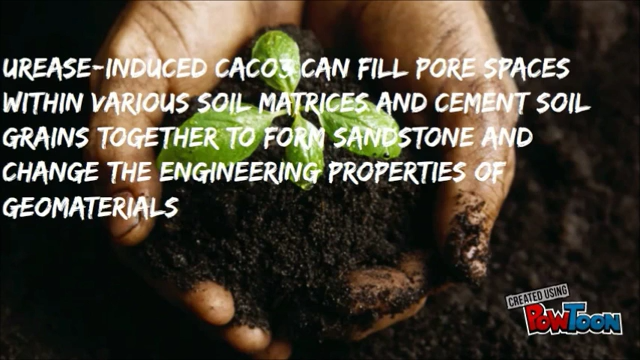 UREASE-INDUCED CACO3 CAN FILL PORE SPACES
WITHIN VARIOUS SOIL MATRICES AND CEMENT SOIL
GRAINS TOGETHER TO FORM SANDSTONE AND
CHANGE THE ENGINEERING PROPERTIES OF
GEOMATERIALS
CREATED USING
POWTOON